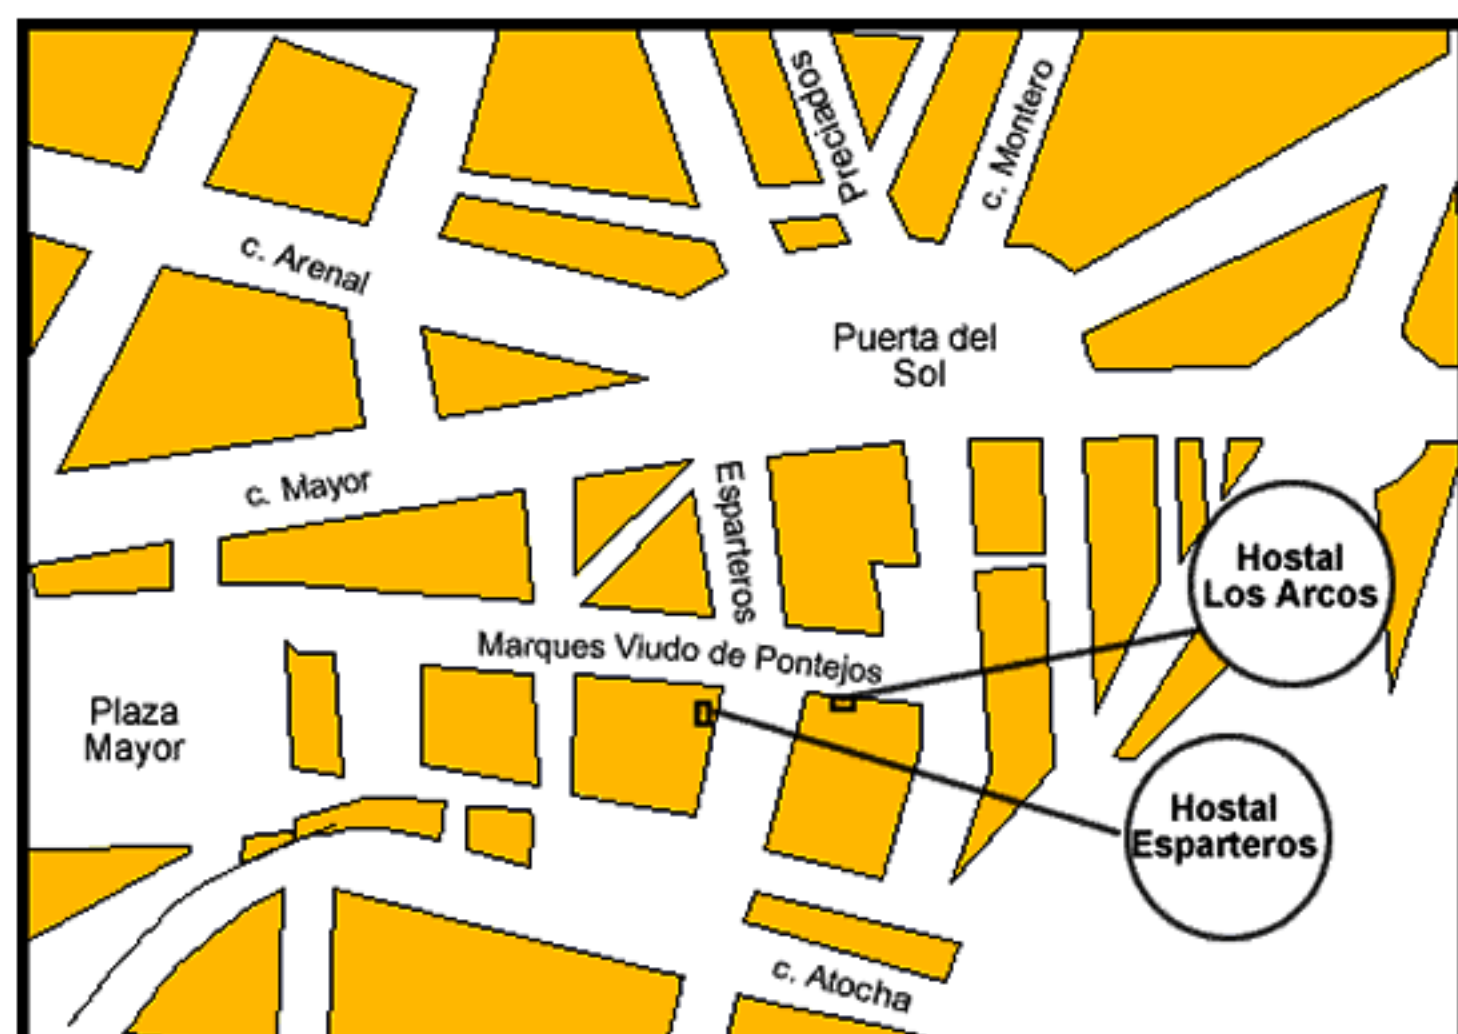 Preciados
c. Montero
c. Arenal
Puerta del
Sol
c. Mayor
Esparteros
Hostal
Los Arcos
Marques Viudo de Pontejos
Plaza
Mayor
Hostal
Esparteros
c. Atocha